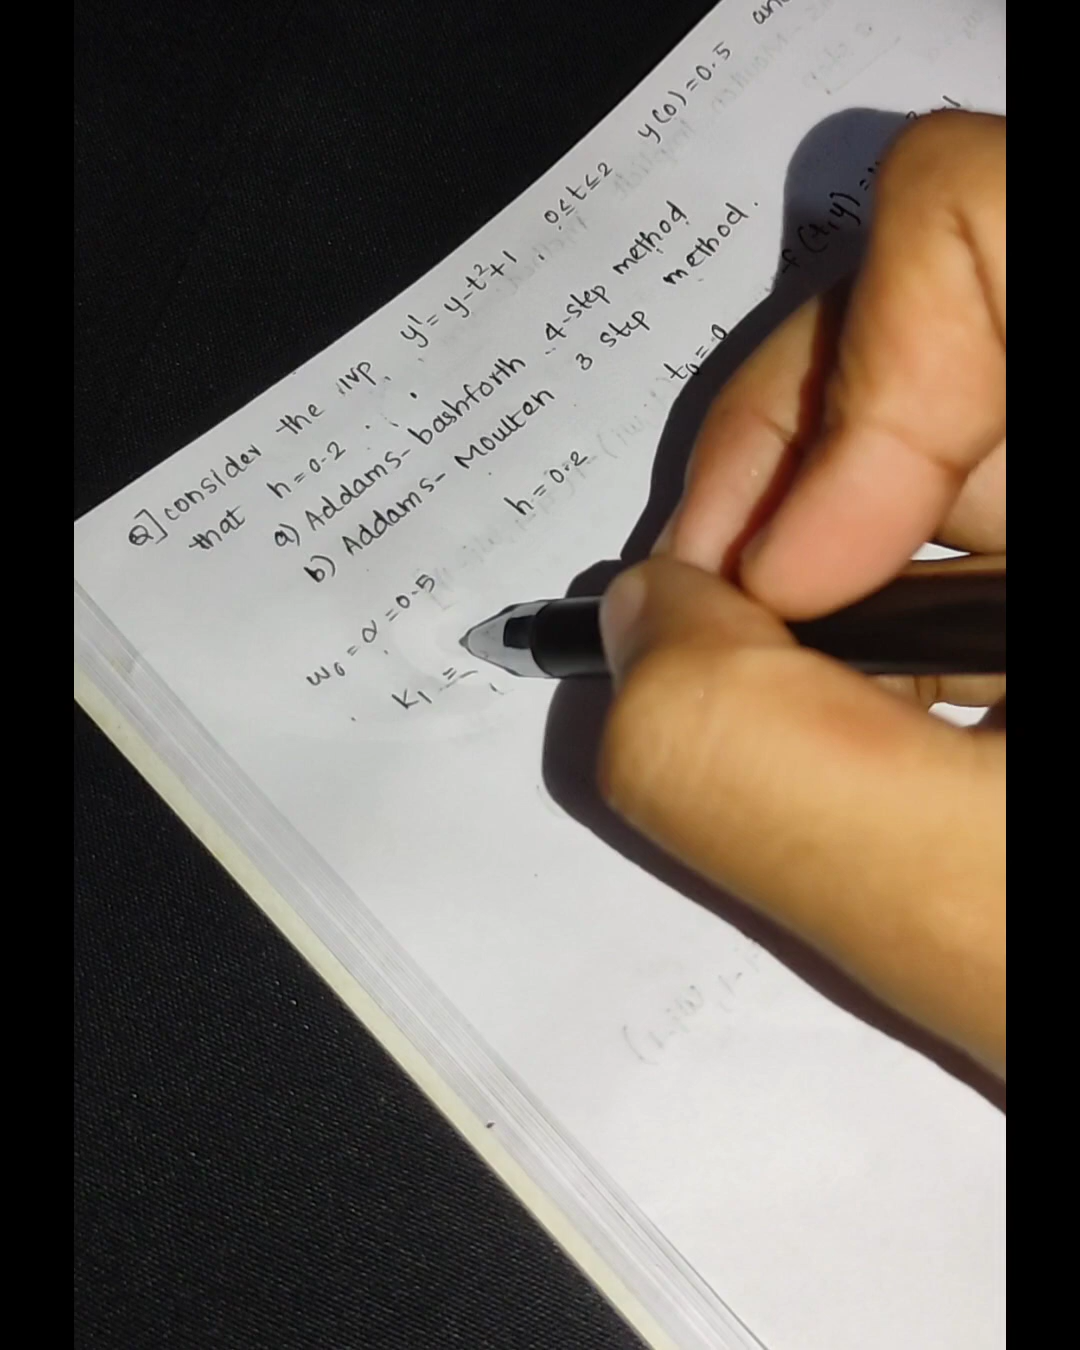 Q] consider the IVP, y' = y-t²+1, 0≤t≤2 y(0)=0.5
that h=0.2
a) Addams-bashforth 4-step method
b) Addams-Moulten 3 step method.
w₀ = α = 0.5 h=0.2 t₀=0 f(t,y) =
K₁ =